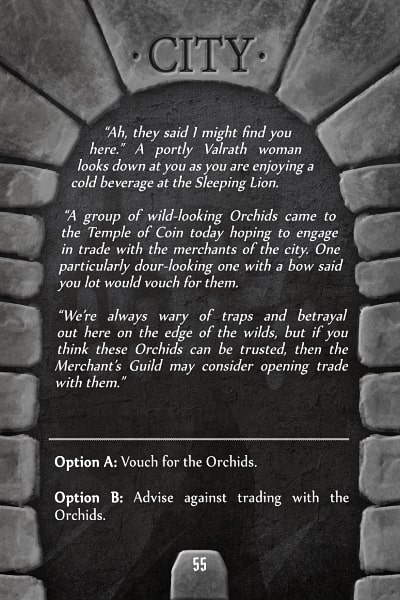 ·CITY·
"Ah, they said I might find you
here." A portly Valrath woman
looks down at you as you are enjoying a
cold beverage at the Sleeping Lion.
"A group of wild-looking Orchids came to
the Temple of Coin today hoping to engage
in trade with the merchants of the city. One
particularly dour-looking one with a bow said
you lot would vouch for them.
"We're always wary of traps and betrayal
out here on the edge of the wilds, but if you
think these Orchids can be trusted, then the
Merchant's Guild may consider opening trade
with them."
Option A: Vouch for the Orchids.
Option B: Advise against trading with the
Orchids.
55